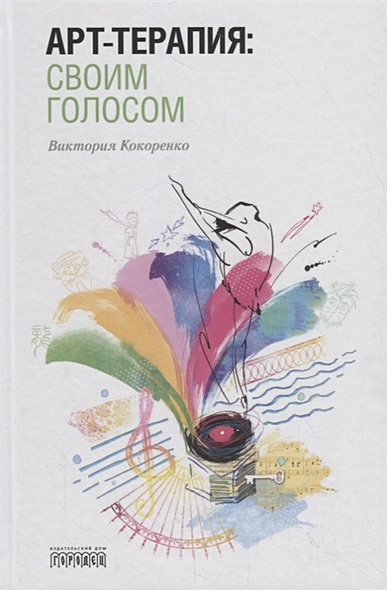 АРТ-ТЕРАПИЯ:
СВОИМ
ГОЛОСОМ
Виктория Кокоренко
ИЗДАТЕЛЬСКИЙ ДОМ
ГОРОДЕЦ